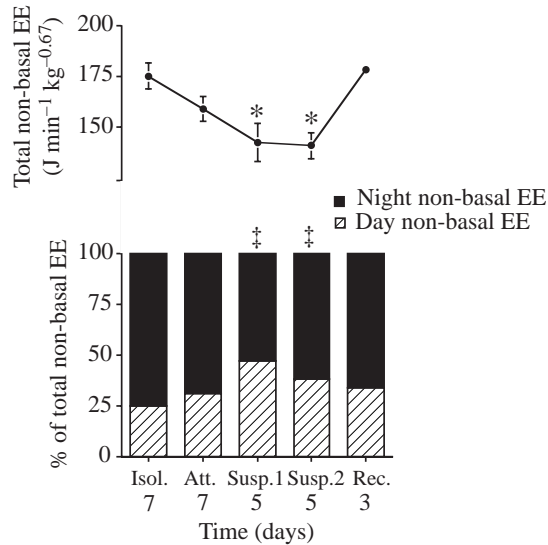 Total non-basal EE
(J min⁻¹ kg⁻⁰·⁶⁷)
200
175
150
*
*
Night non-basal EE
Day non-basal EE
% of total non-basal EE
‡
‡
100
75
50
25
0
Isol. Att. Susp.1 Susp.2 Rec.
7 7 5 5 3
Time (days)